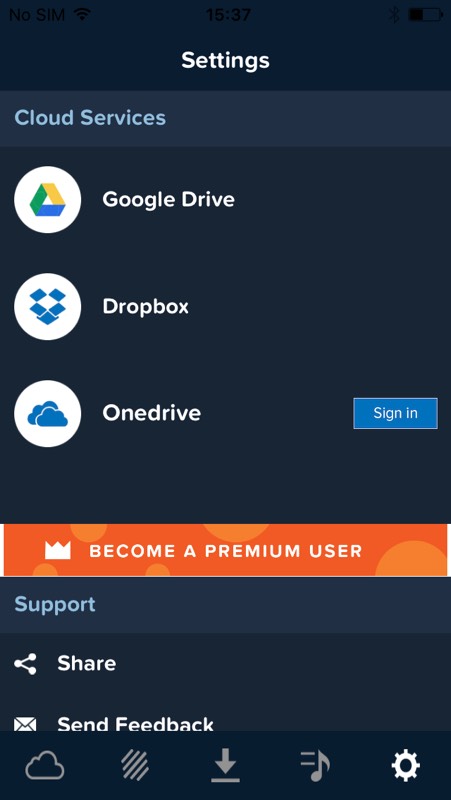 No SIM 15:37
Settings
Cloud Services
Google Drive
Dropbox
Onedrive Sign in
BECOME A PREMIUM USER
Support
Share
Send Feedback